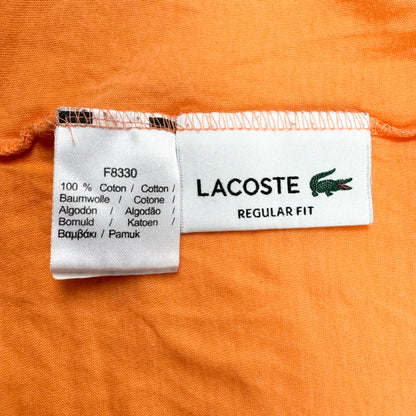 F8330
100 % Coton / Cotton /
Baumwolle / Cotone /
Algodón / Algodão /
Bomuld / Katoen /
Βαμβάκι / Pamuk
LACOSTE
REGULAR FIT